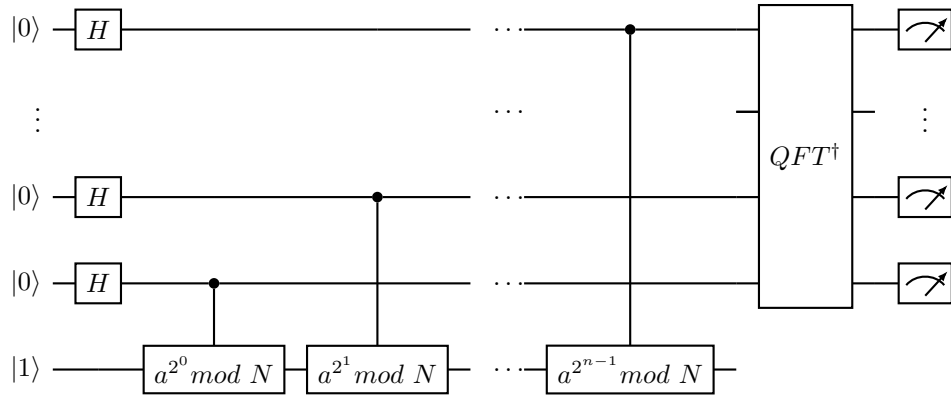 |0⟩ H ···
⋮ ··· ⋮
QFT†
|0⟩ H ···
|0⟩ H ···
|1⟩ a^{2^0} mod N a^{2^1} mod N ··· a^{2^{n−1}} mod N